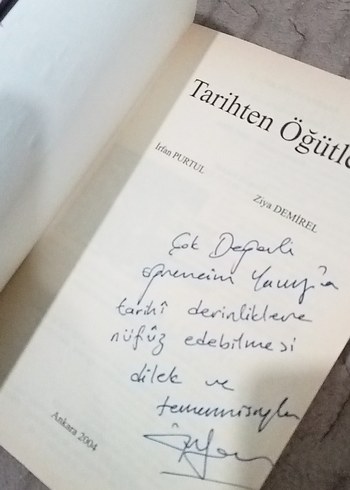 Tarihten Öğütle
İrfan PURTUL
Ziya DEMİREL
Çok Değerli
öğrencim
tarihî derinliklere
nüfûz edebilmesi
dilek ve
temennisiyle
Ankara 2004